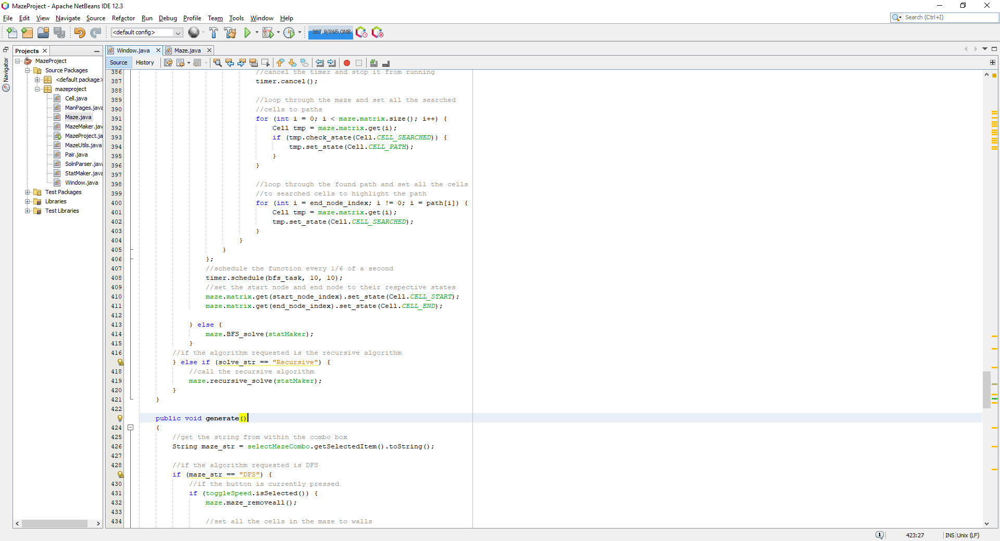 MazeProject - Apache NetBeans IDE 12.3
File Edit View Navigate Source Refactor Run Debug Profile Team Tools Window Help
Search (Ctrl+I)
<default config>
387.9/865.0MB
Navigator
Projects
MazeProject
Source Packages
<default package>
mazeproject
Cell.java
ManPages.java
Maze.java
MazeMaker.jav
MazeProject.ja
MazeUtils.java
Pair.java
SolnParser.java
StatMaker.java
Window.java
Test Packages
Libraries
Test Libraries
Window.java Maze.java
Source History
386 //cancel the timer and stop it from running
387 timer.cancel();
388
389 //loop through the maze and set all the searched
390 //cells to paths
391 for (int i = 0; i < maze.matrix.size(); i++) {
392 Cell tmp = maze.matrix.get(i);
393 if (tmp.check_state(Cell.CELL_SEARCHED)) {
394 tmp.set_state(Cell.CELL_PATH);
395 }
396 }
397
398 //loop through the found path and set all the cells
399 //to searched cells to highlight the path
400 for (int i = end_node_index; i != 0; i = path[i]) {
401 Cell tmp = maze.matrix.get(i);
402 tmp.set_state(Cell.CELL_SEARCHED);
403 }
404 }
405 }
406 };
407 //schedule the function every 1/6 of a second
408 timer.schedule(bfs_task, 10, 10);
409 //set the start node and end node to their respective states
410 maze.matrix.get(start_node_index).set_state(Cell.CELL_START);
411 maze.matrix.get(end_node_index).set_state(Cell.CELL_END);
412
413 } else {
414 maze.BFS_solve(statMaker);
415 }
416 //if the algorithm requested is the recursive algorithm
} else if (solve_str == "Recursive") {
418 //call the recursive algorithm
419 maze.recursive_solve(statMaker);
420 }
421 }
422
public void generate()
424 {
425 //get the string from within the combo box
426 String maze_str = selectMazeCombo.getSelectedItem().toString();
427
428 //if the algorithm requested is DFS
if (maze_str == "DFS") {
430 //if the button is currently pressed
431 if (toggleSpeed.isSelected()) {
432 maze.maze_removeall();
433
434 //set all the cells in the maze to walls
1 423:27 INS Unix (LF)